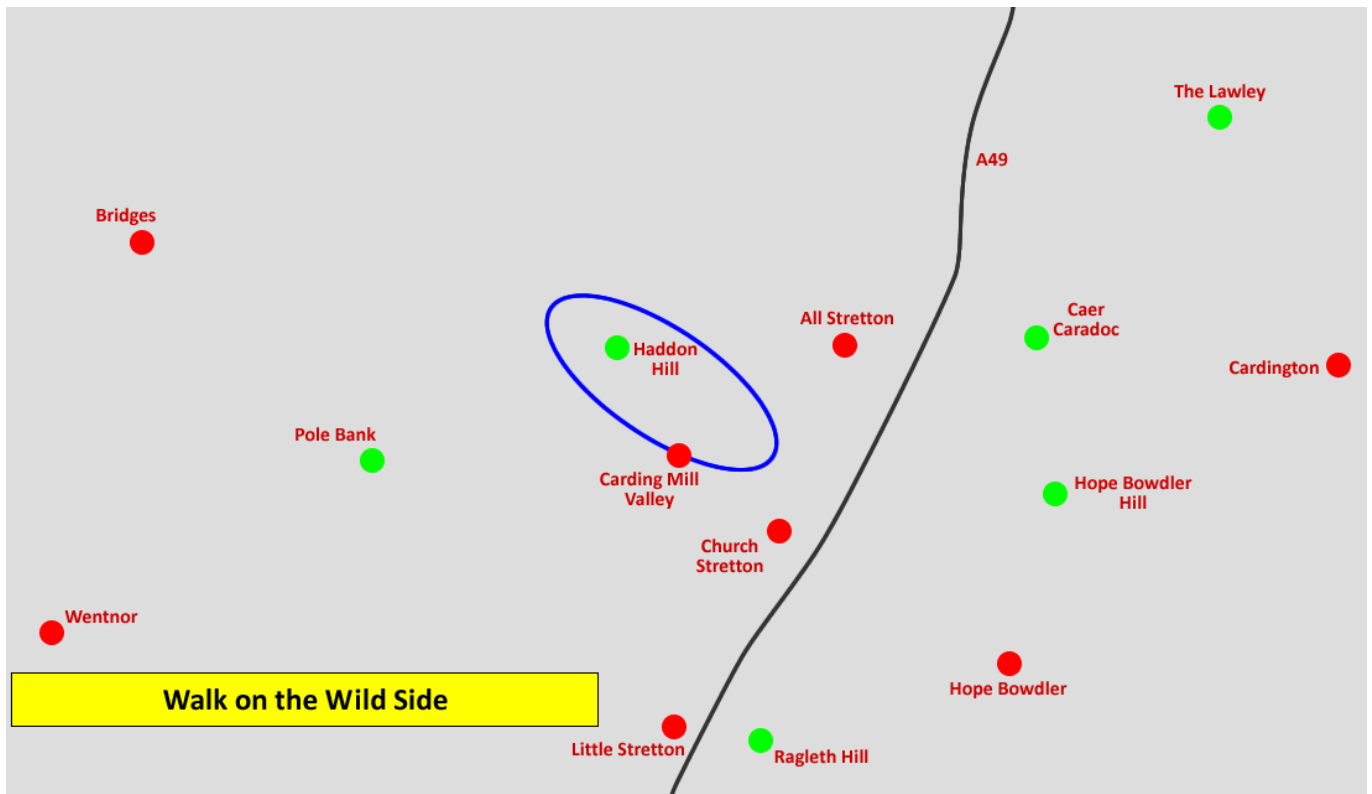 The Lawley
A49
Bridges
Caer
Caradoc
All Stretton
Haddon
Hill
Cardington
Pole Bank
Carding Mill
Valley
Hope Bowdler
Hill
Church
Stretton
Wentnor
Hope Bowdler
Walk on the Wild Side
Little Stretton
Ragleth Hill